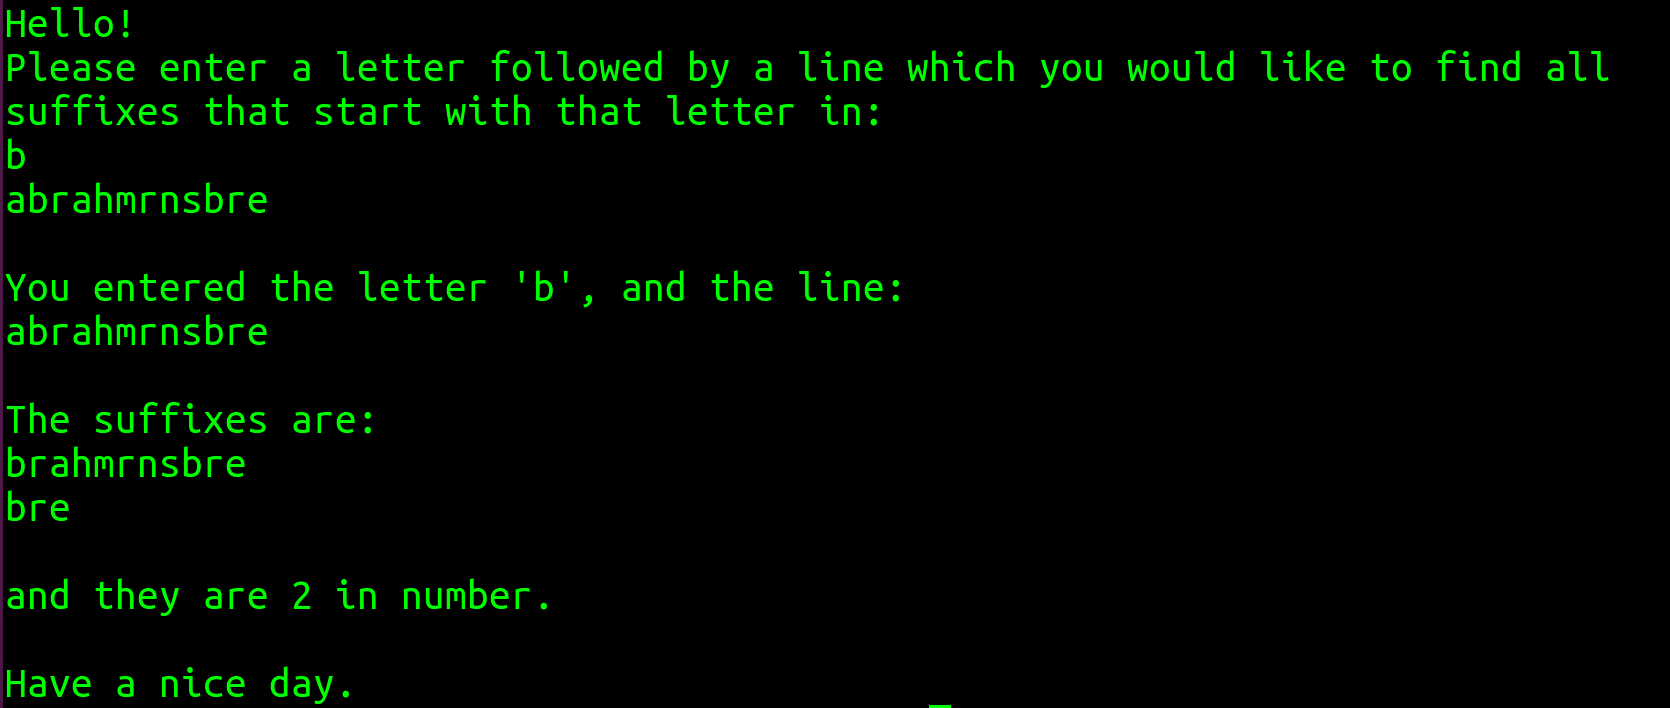 Hello!
Please enter a letter followed by a line which you would like to find all
suffixes that start with that letter in:
b
abrahmrnsbre

You entered the letter 'b', and the line:
abrahmrnsbre

The suffixes are:
brahmrnsbre
bre

and they are 2 in number.

Have a nice day.